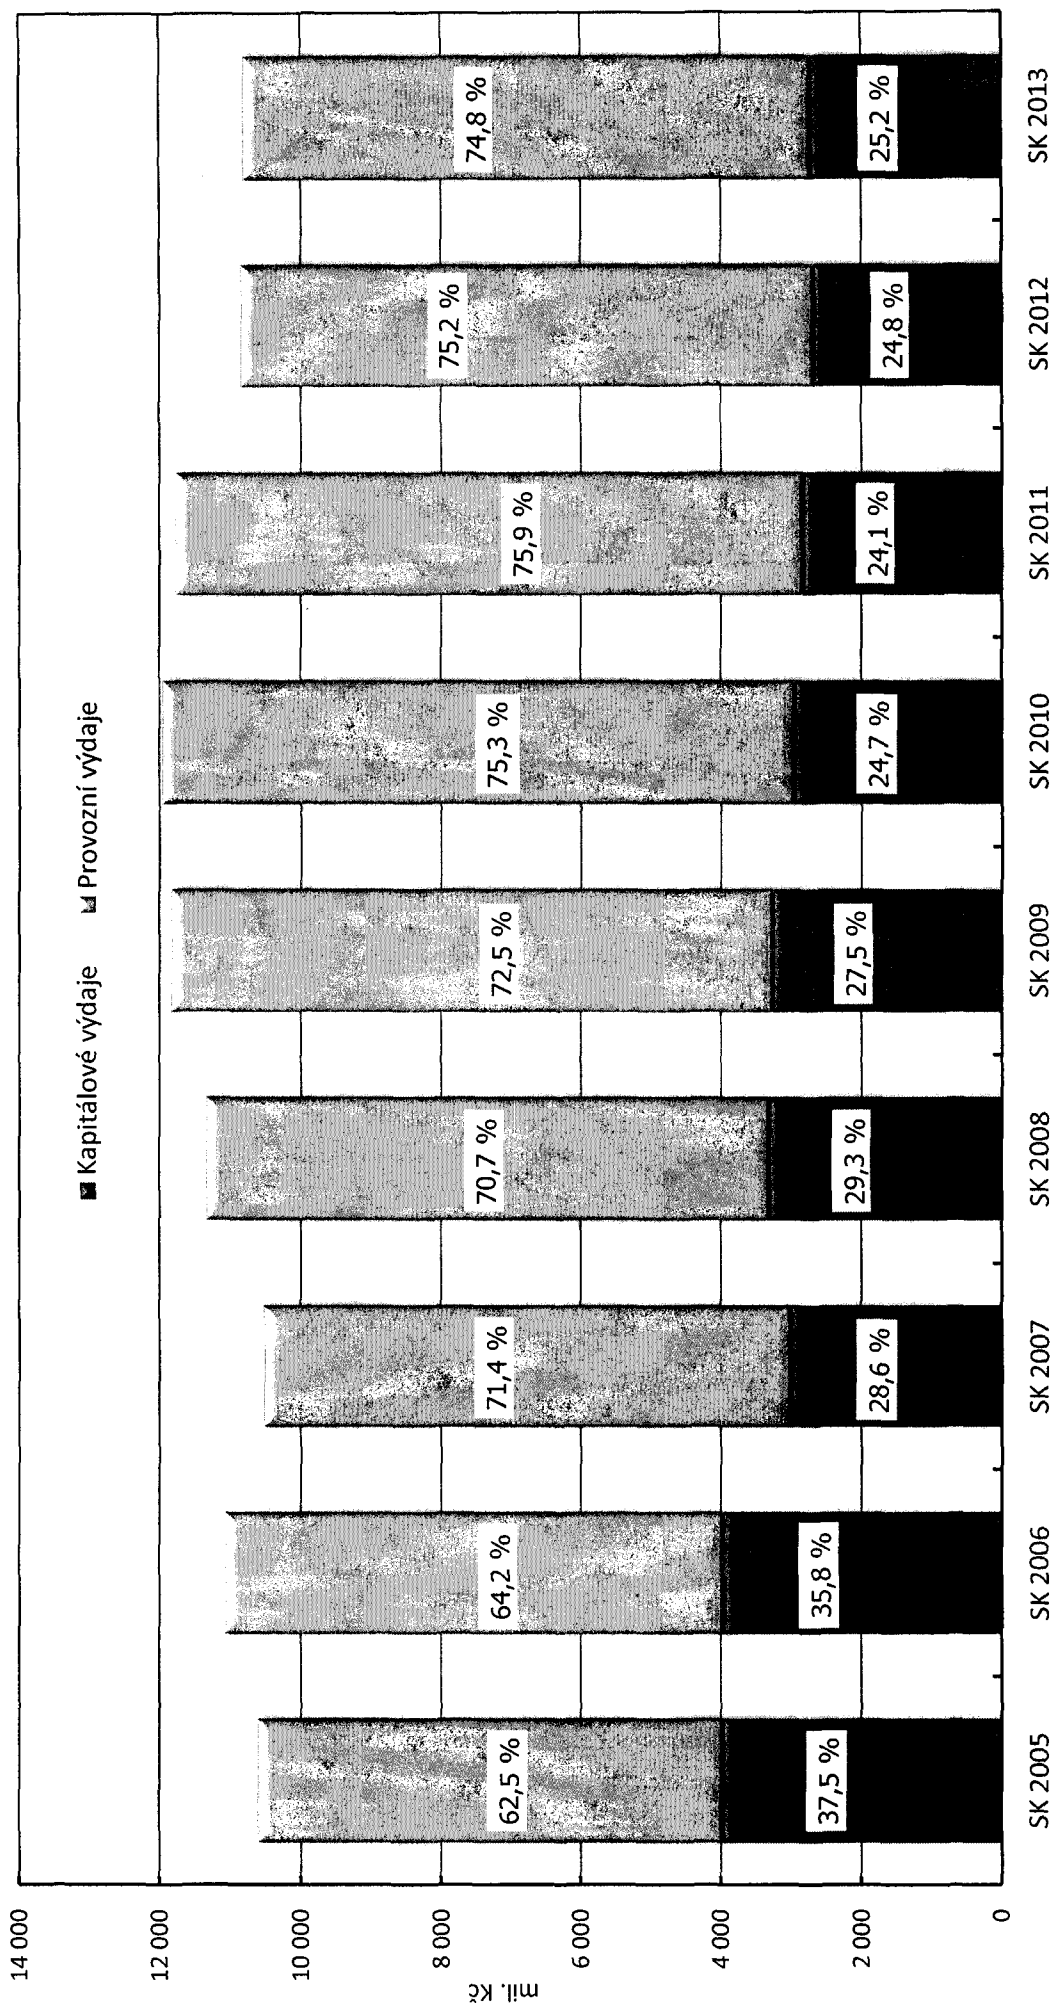 ■ Kapitálové výdaje ■ Provozní výdaje
14 000
12 000
10 000
8 000
6 000
4 000
2 000
0
mil. Kč
62,5 %
64,2 %
71,4 %
70,7 %
72,5 %
75,3 %
75,9 %
75,2 %
74,8 %
37,5 %
35,8 %
28,6 %
29,3 %
27,5 %
24,7 %
24,1 %
24,8 %
25,2 %
SK 2005
SK 2006
SK 2007
SK 2008
SK 2009
SK 2010
SK 2011
SK 2012
SK 2013